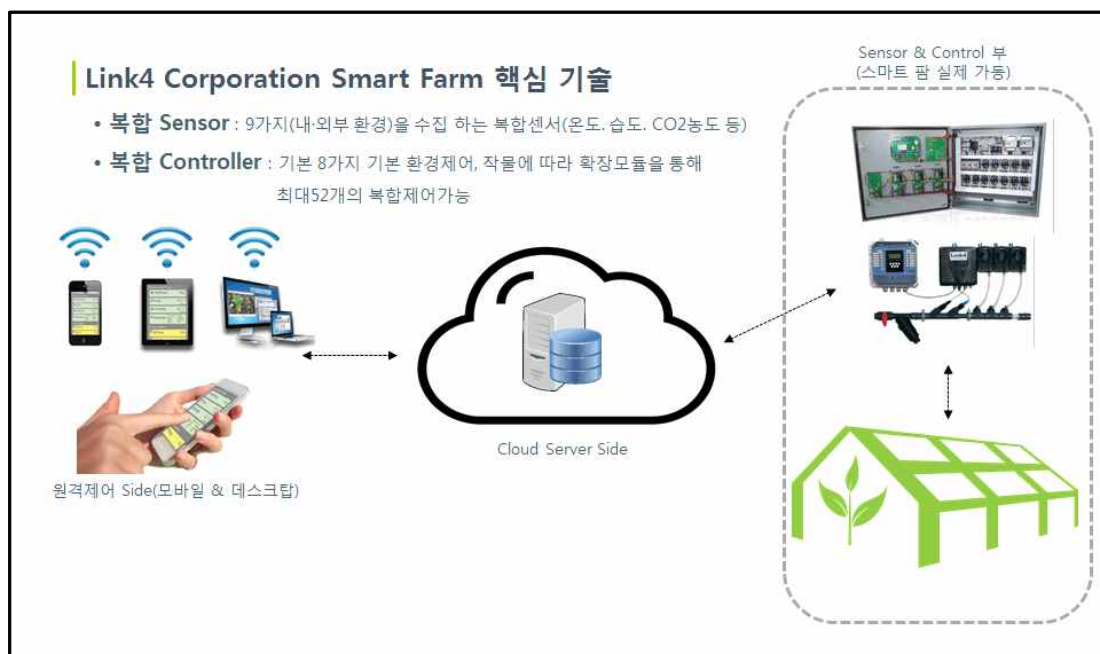 Link4 Corporation Smart Farm 핵심 기술
• 복합 Sensor : 9가지(내·외부 환경)을 수집 하는 복합센서(온도. 습도. CO2농도 등)
• 복합 Controller : 기본 8가지 기본 환경제어, 작물에 따라 확장모듈을 통해
최대52개의 복합제어가능
Sensor & Control 부
(스마트 팜 실제 가동)
Link4
Cloud Server Side
원격제어 Side(모바일 & 데스크탑)